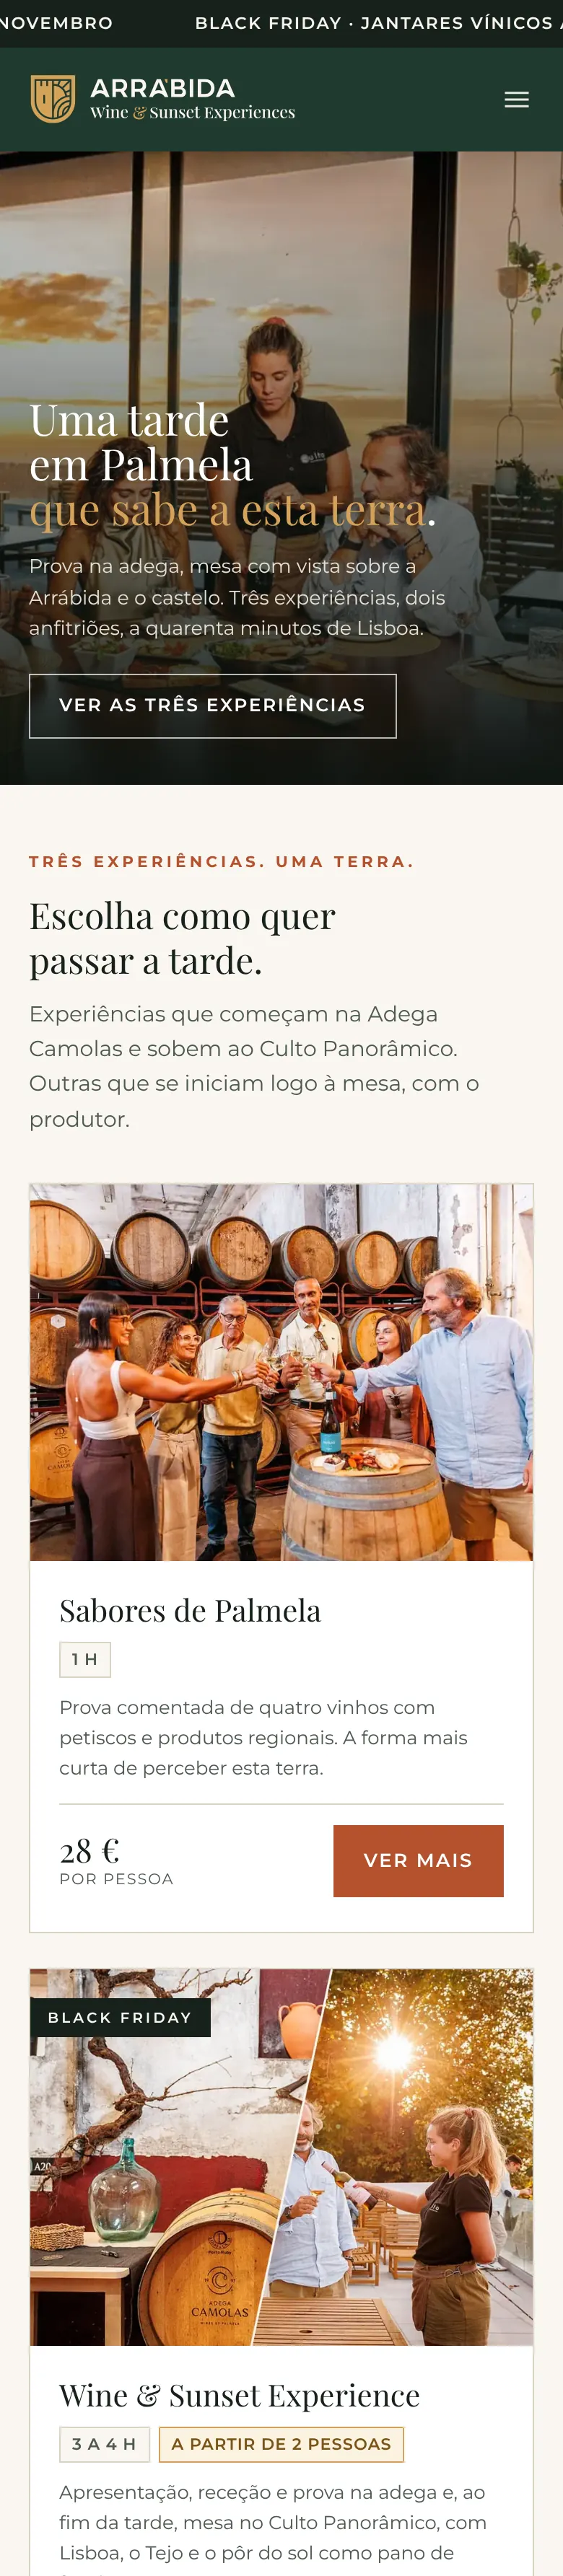 NOVEMBRO BLACK FRIDAY · JANTARES VÍNICOS
ARRÁBIDA
Wine & Sunset Experiences
Uma tarde
em Palmela
que sabe a esta terra.
Prova na adega, mesa com vista sobre a
Arrábida e o castelo. Três experiências, dois
anfitriões, a quarenta minutos de Lisboa.
VER AS TRÊS EXPERIÊNCIAS
TRÊS EXPERIÊNCIAS. UMA TERRA.
Escolha como quer
passar a tarde.
Experiências que começam na Adega
Camolas e sobem ao Culto Panorâmico.
Outras que se iniciam logo à mesa, com o
produtor.
Sabores de Palmela
1 H
Prova comentada de quatro vinhos com
petiscos e produtos regionais. A forma mais
curta de perceber esta terra.
28 €
POR PESSOA
VER MAIS
BLACK FRIDAY
A20
ADEGA
CAMOLAS
Wine & Sunset Experience
3 A 4 H
A PARTIR DE 2 PESSOAS
Apresentação, receção e prova na adega e, ao
fim da tarde, mesa no Culto Panorâmico, com
Lisboa, o Tejo e o pôr do sol como pano de